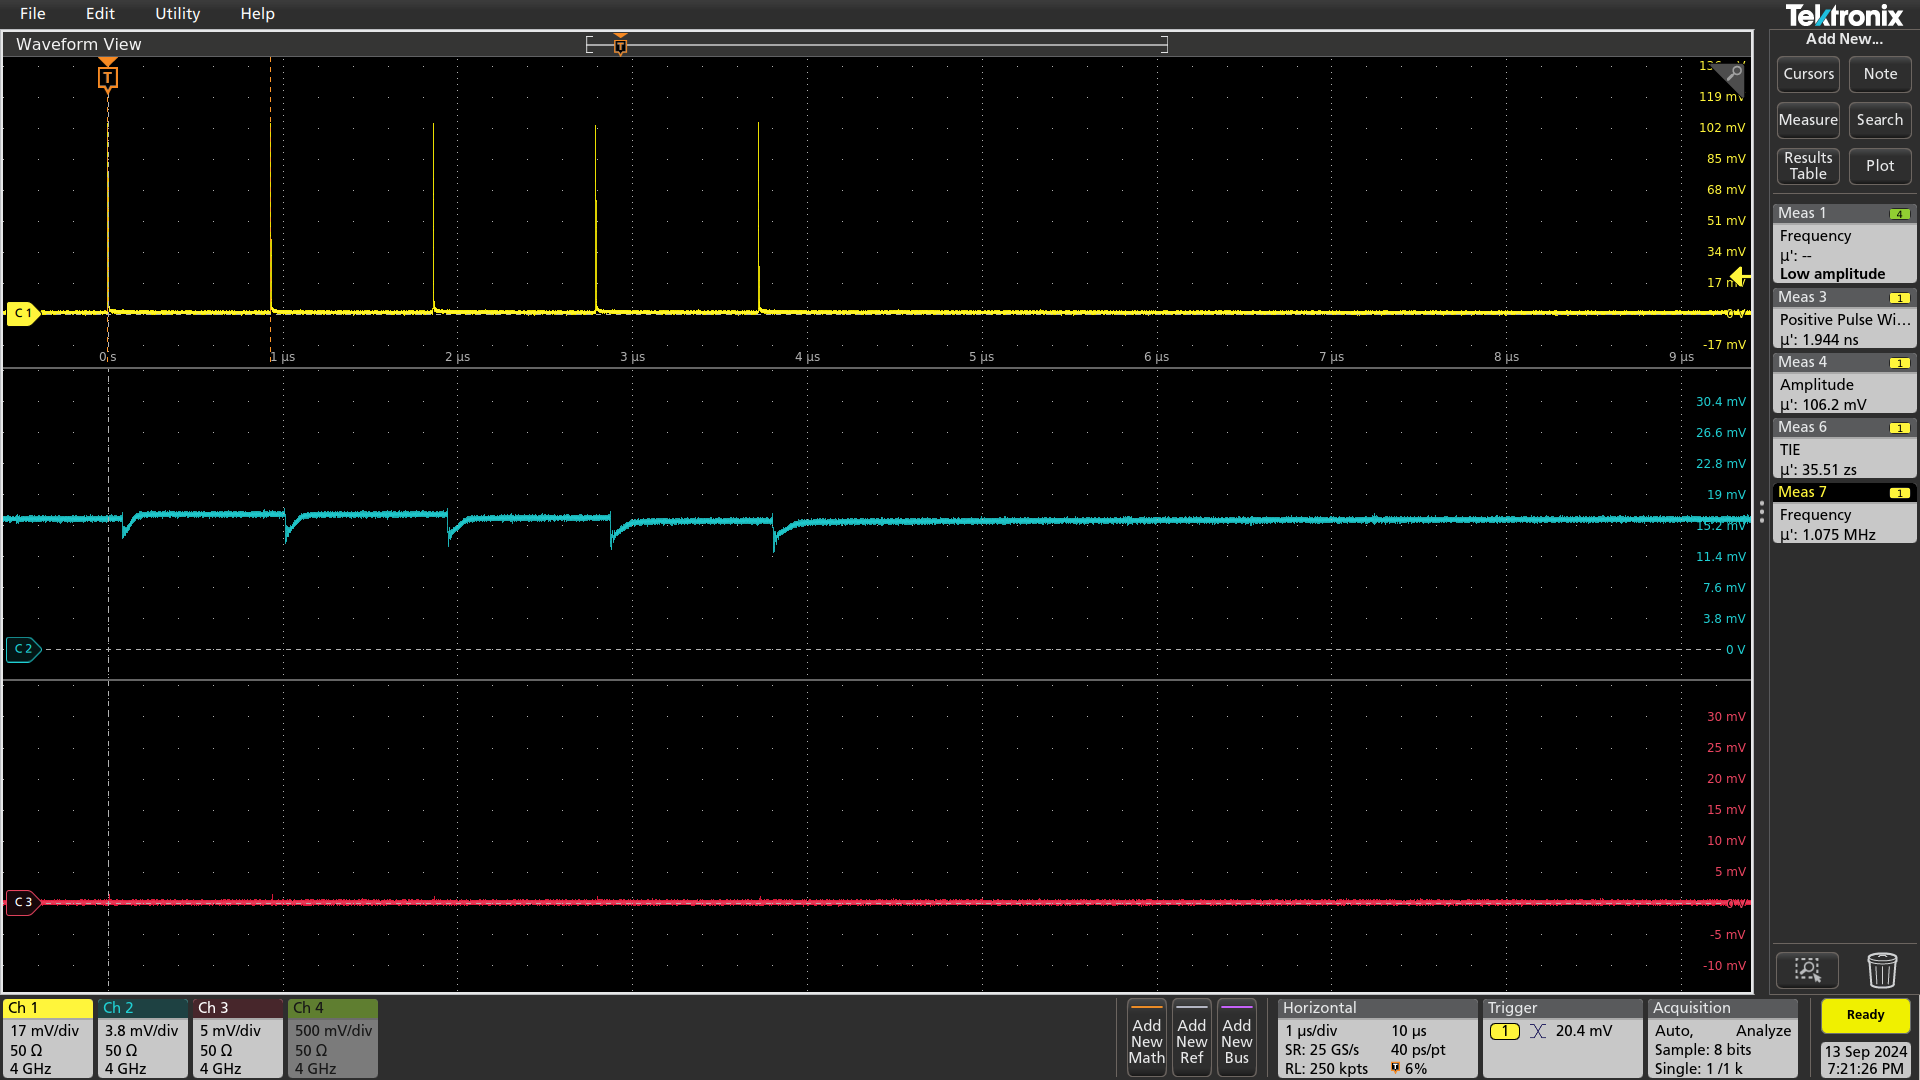 File Edit Utility Help
Tektronix
Waveform View
Add New...
Cursors Note
Measure Search
Results Table Plot
T
T
119 mV
102 mV
85 mV
68 mV
51 mV
34 mV
17 mV
0 V
-17 mV
C 1
0 s 1 µs 2 µs 3 µs 4 µs 5 µs 6 µs 7 µs 8 µs 9 µs
30.4 mV
26.6 mV
22.8 mV
19 mV
15.2 mV
11.4 mV
7.6 mV
3.8 mV
0 V
C 2
30 mV
25 mV
20 mV
15 mV
10 mV
5 mV
0 V
-5 mV
-10 mV
C 3
Meas 1 4
Frequency
µ': --
Low amplitude
Meas 3 1
Positive Pulse Wi...
µ': 1.944 ns
Meas 4 1
Amplitude
µ': 106.2 mV
Meas 6 1
TIE
µ': 35.51 zs
Meas 7 1
Frequency
µ': 1.075 MHz
Ch 1
17 mV/div
50 Ω
4 GHz
Ch 2
3.8 mV/div
50 Ω
4 GHz
Ch 3
5 mV/div
50 Ω
4 GHz
Ch 4
500 mV/div
50 Ω
4 GHz
Add New Math
Add New Ref
Add New Bus
Horizontal
1 µs/div 10 µs
SR: 25 GS/s 40 ps/pt
RL: 250 kpts T 6%
Trigger
1 20.4 mV
Acquisition
Auto, Analyze
Sample: 8 bits
Single: 1 /1 k
Ready
13 Sep 2024
7:21:26 PM